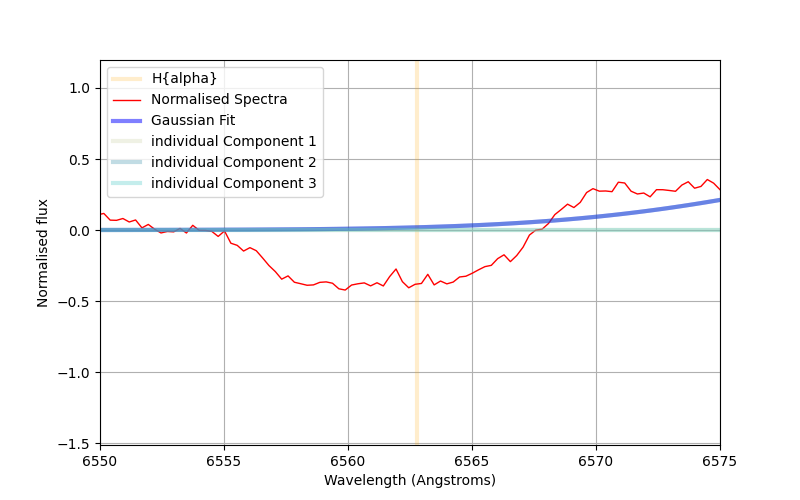 H{alpha}
Normalised Spectra
Gaussian Fit
individual Component 1
individual Component 2
individual Component 3
1.0
0.5
0.0
−0.5
−1.0
−1.5
Normalised flux
6550 6555 6560 6565 6570 6575
Wavelength (Angstroms)